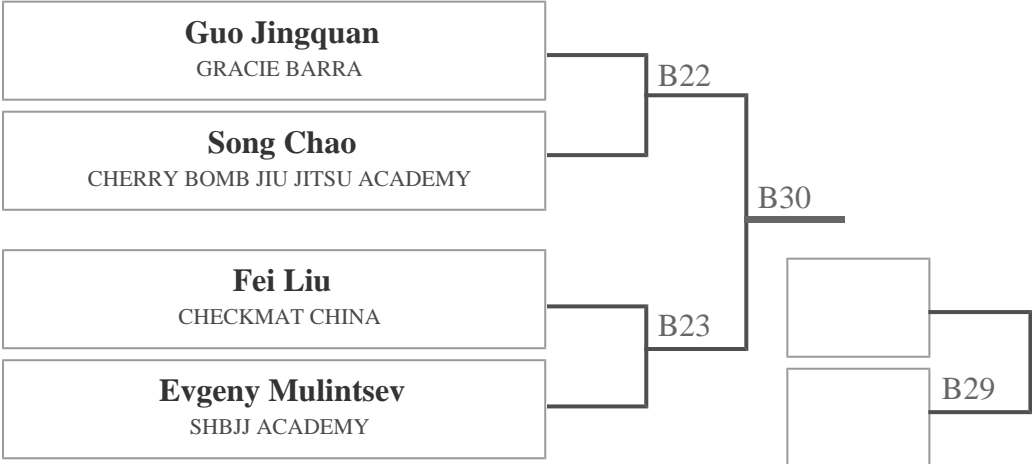 Guo Jingquan
GRACIE BARRA
B22
Song Chao
CHERRY BOMB JIU JITSU ACADEMY
B30
Fei Liu
CHECKMAT CHINA
B23
Evgeny Mulintsev
SHBJJ ACADEMY
B29